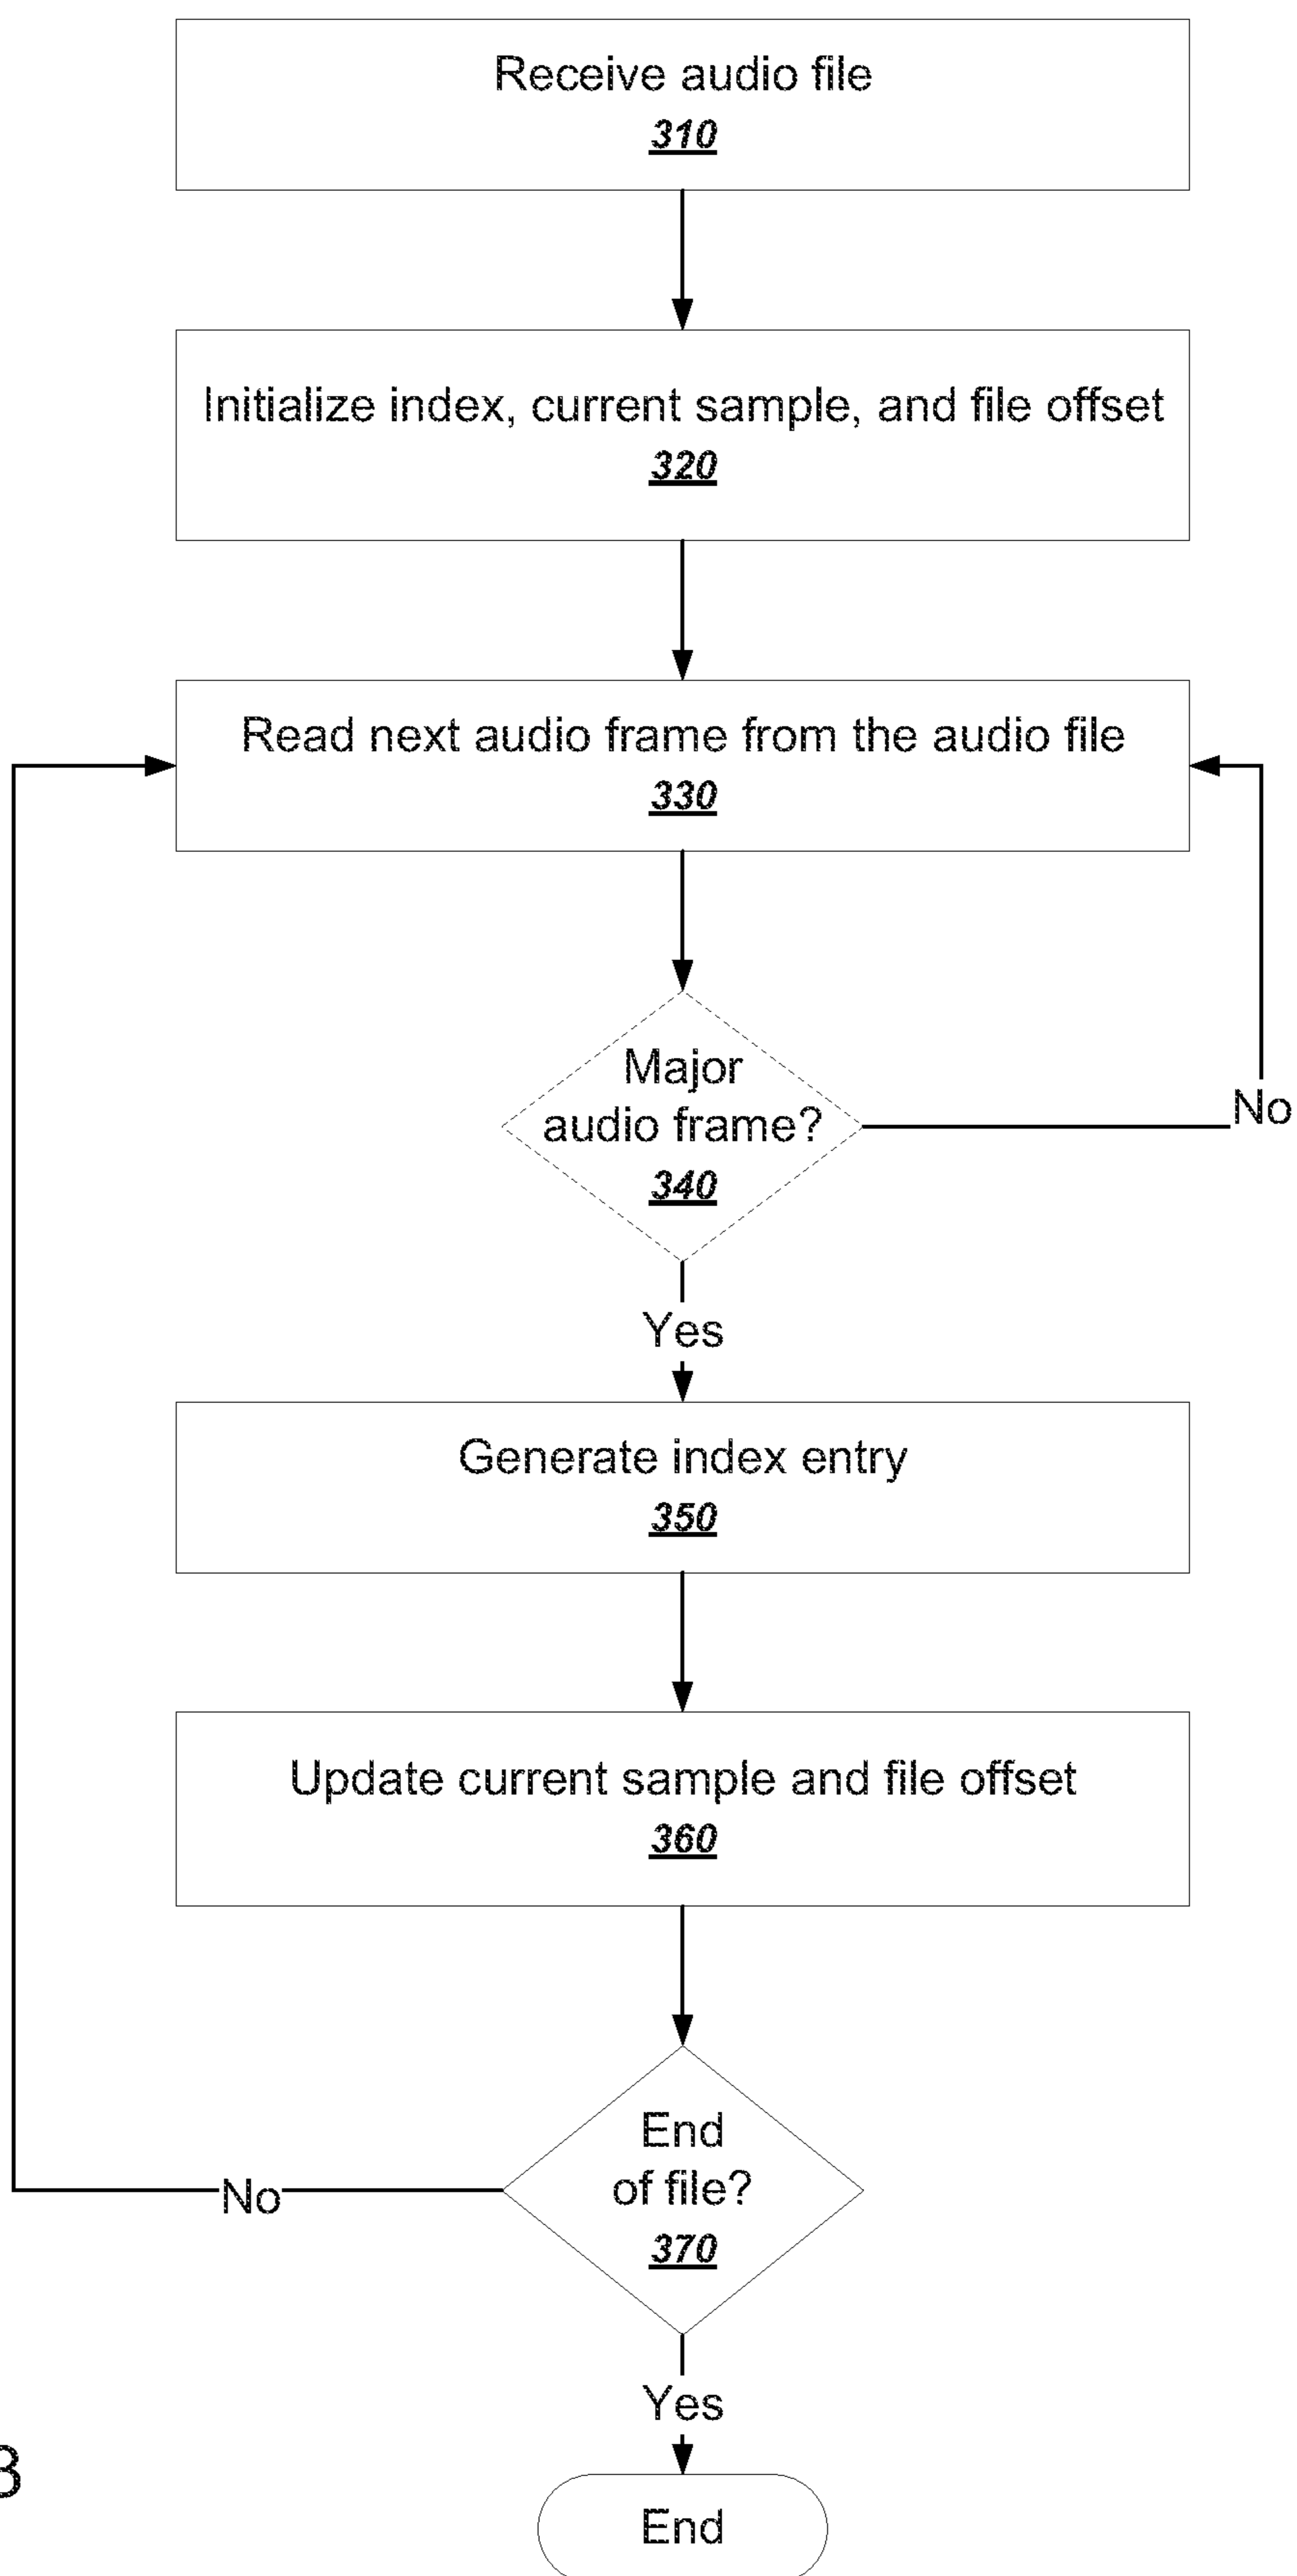 Receive audio file
310
Initialize index, current sample, and file offset
320
Read next audio frame from the audio file
330
Major
audio frame?
340
No
Yes
Generate index entry
350
Update current sample and file offset
360
End
of file?
370
No
Yes
3
End